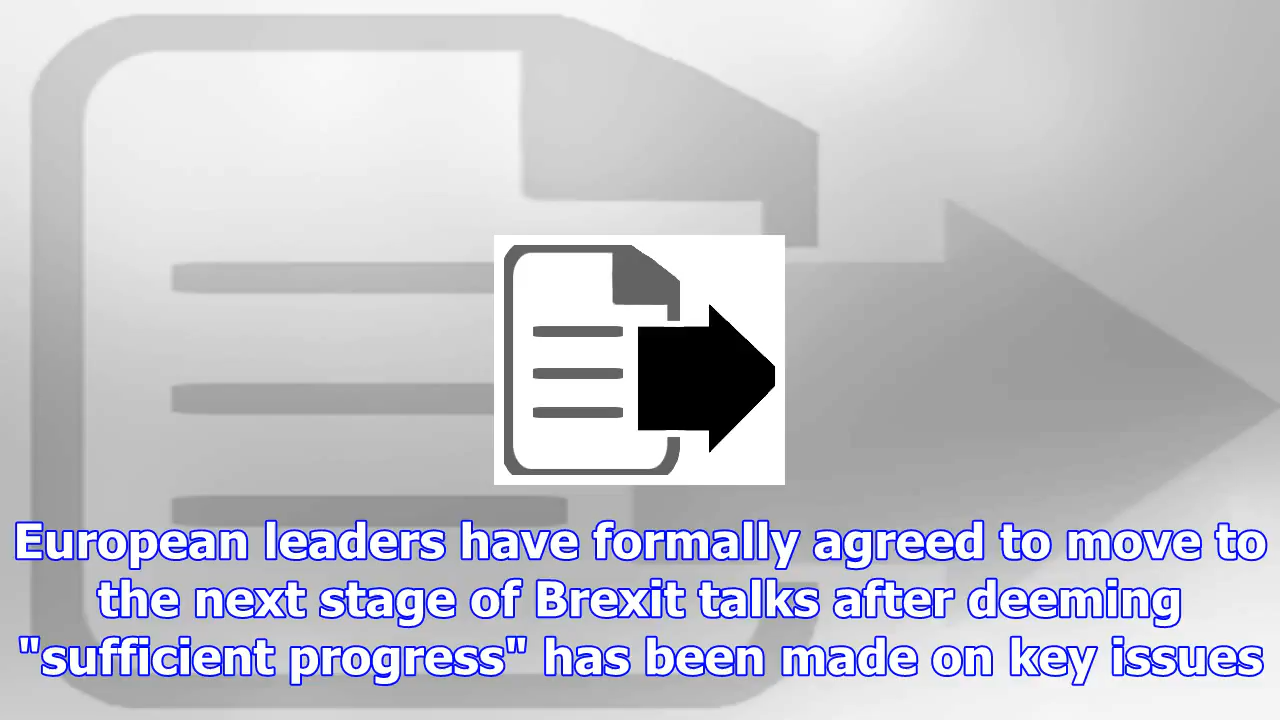 European leaders have formally agreed to move to
the next stage of Brexit talks after deeming
"sufficient progress" has been made on key issues